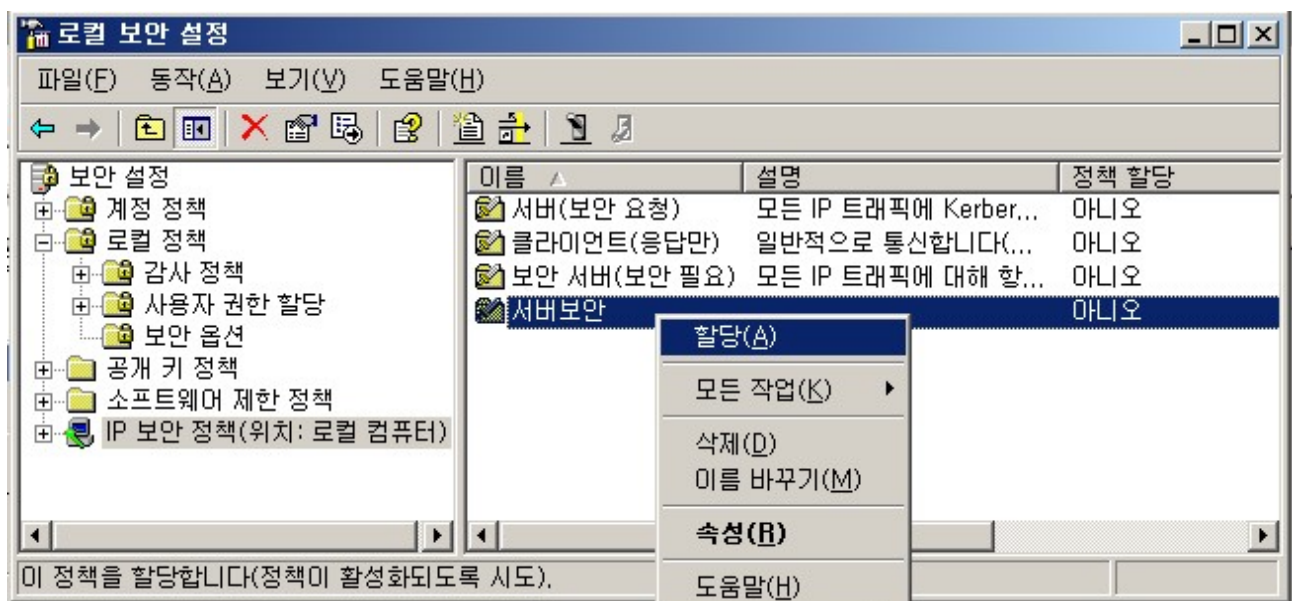 로컬 보안 설정
파일(F) 동작(A) 보기(V) 도움말(H)
보안 설정
계정 정책
로컬 정책
감사 정책
사용자 권한 할당
보안 옵션
공개 키 정책
소프트웨어 제한 정책
IP 보안 정책(위치: 로컬 컴퓨터)
이름 설명 정책 할당
서버(보안 요청) 모든 IP 트래픽에 Kerber... 아니오
클라이언트(응답만) 일반적으로 통신합니다(... 아니오
보안 서버(보안 필요) 모든 IP 트래픽에 대해 항... 아니오
서버보안 아니오
할당(A)
모든 작업(K)
삭제(D)
이름 바꾸기(M)
속성(R)
도움말(H)
이 정책을 할당합니다(정책이 활성화되도록 시도).